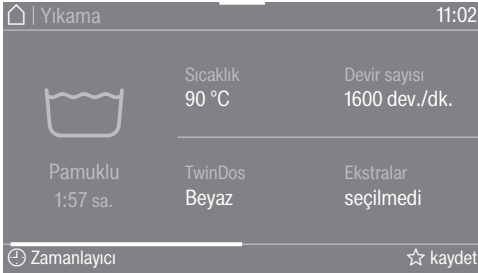 | Yıkama 11:02
Sıcaklık Devir sayısı
90 °C 1600 dev./dk.
Pamuklu TwinDos Ekstralar
1:57 sa. Beyaz seçilmedi
Zamanlayıcı kaydet